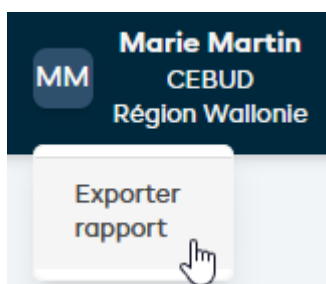 Marie Martin
MM
CEBUD
Région Wallonie
Exporter
rapport